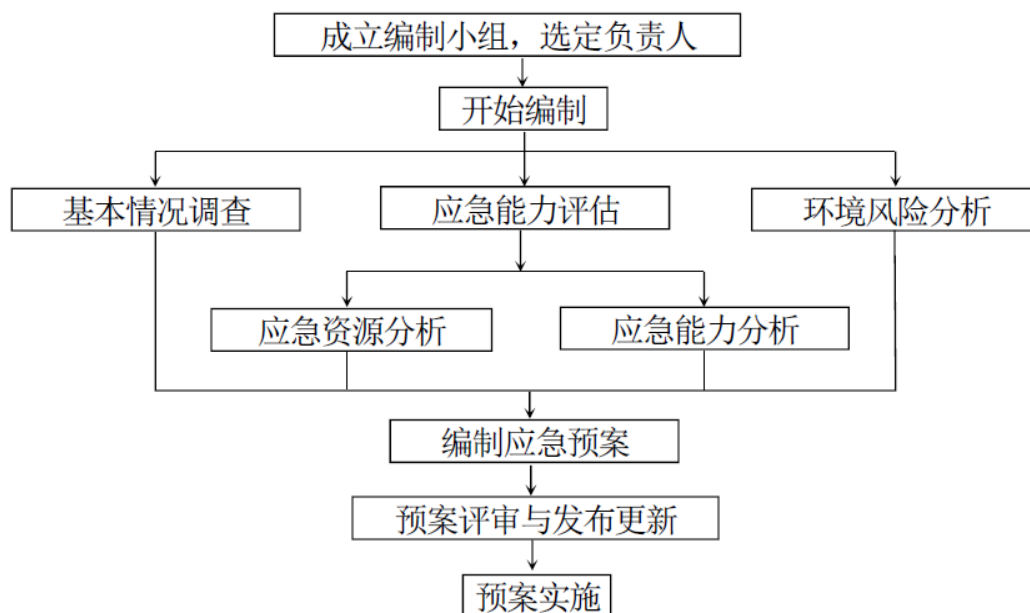 成立编制小组，选定负责人
开始编制
基本情况调查
应急能力评估
环境风险分析
应急资源分析
应急能力分析
编制应急预案
预案评审与发布更新
预案实施